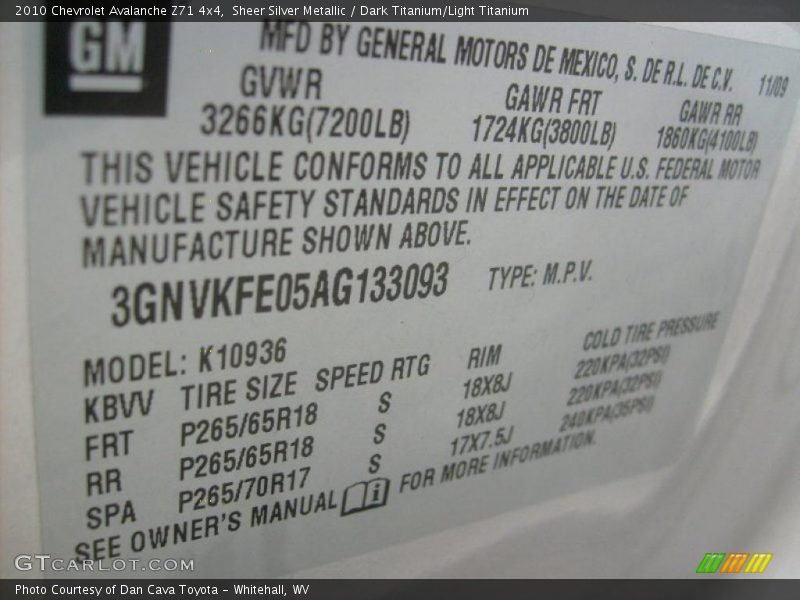 2010 Chevrolet Avalanche Z71 4x4,  Sheer Silver Metallic / Dark Titanium/Light Titanium
GM
MFD BY GENERAL MOTORS DE MEXICO, S. DE R.L. DE C.V. 11/09
GVWR GAWR FRT GAWR RR
3266KG(7200LB) 1724KG(3800LB) 1860KG(4100LB)
THIS VEHICLE CONFORMS TO ALL APPLICABLE U.S. FEDERAL MOTOR
VEHICLE SAFETY STANDARDS IN EFFECT ON THE DATE OF
MANUFACTURE SHOWN ABOVE.
3GNVKFE05AG133093 TYPE: M.P.V.
MODEL: K10936
KBVV TIRE SIZE SPEED RTG RIM COLD TIRE PRESSURE
FRT P265/65R18 S 18X8J 220KPA(32PSI)
RR P265/65R18 S 18X8J 220KPA(32PSI)
SPA P265/70R17 S 17X7.5J 240KPA(35PSI)
SEE OWNER'S MANUAL FOR MORE INFORMATION.
GTCARLOT.COM
Photo Courtesy of Dan Cava Toyota - Whitehall, WV